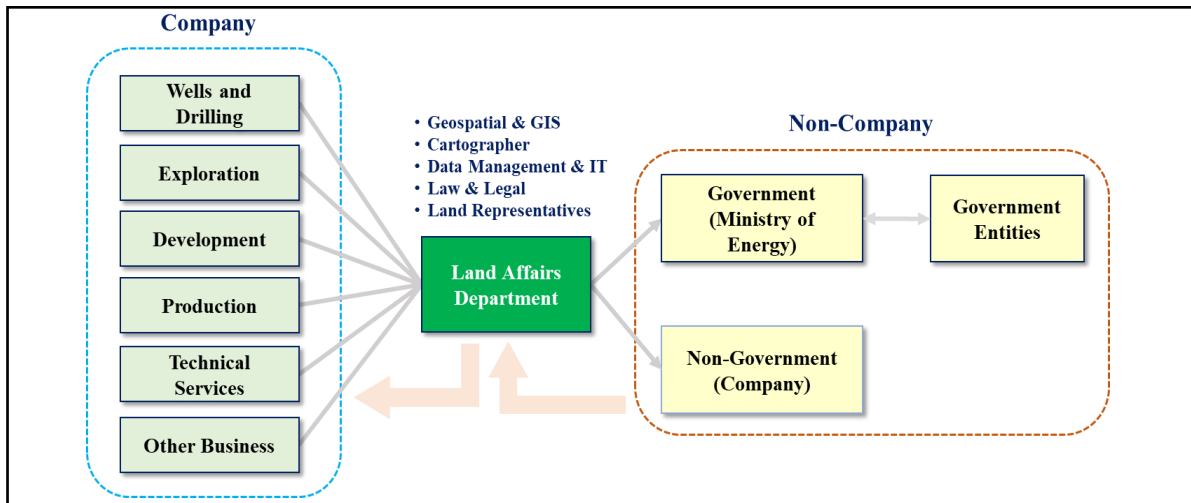 Company
Wells and
Drilling
Exploration
Development
Production
Technical
Services
Other Business
• Geospatial & GIS
• Cartographer
• Data Management & IT
• Law & Legal
• Land Representatives
Land Affairs
Department
Non-Company
Government
(Ministry of
Energy)
Government
Entities
Non-Government
(Company)